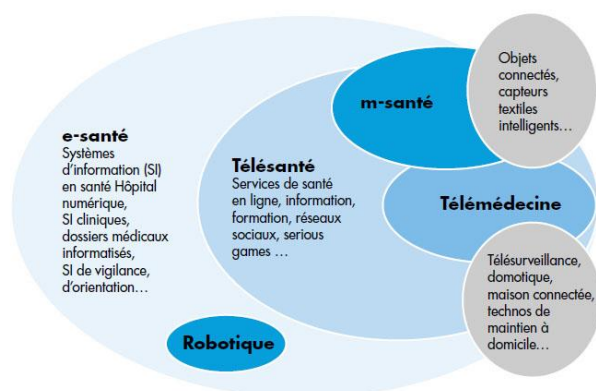 e-santé
Systèmes
d'information (SI)
en santé Hôpital
numérique,
SI cliniques,
dossiers médicaux
informatisés,
SI de vigilance,
d'orientation...
Télésanté
Services de santé
en ligne, information,
formation, réseaux
sociaux, serious
games ...
m-santé
Objets
connectés,
capteurs
textiles
intelligents...
Télémédecine
Télésurveillance,
domotique,
maison connectée,
technos de
maintien à
domicile...
Robotique